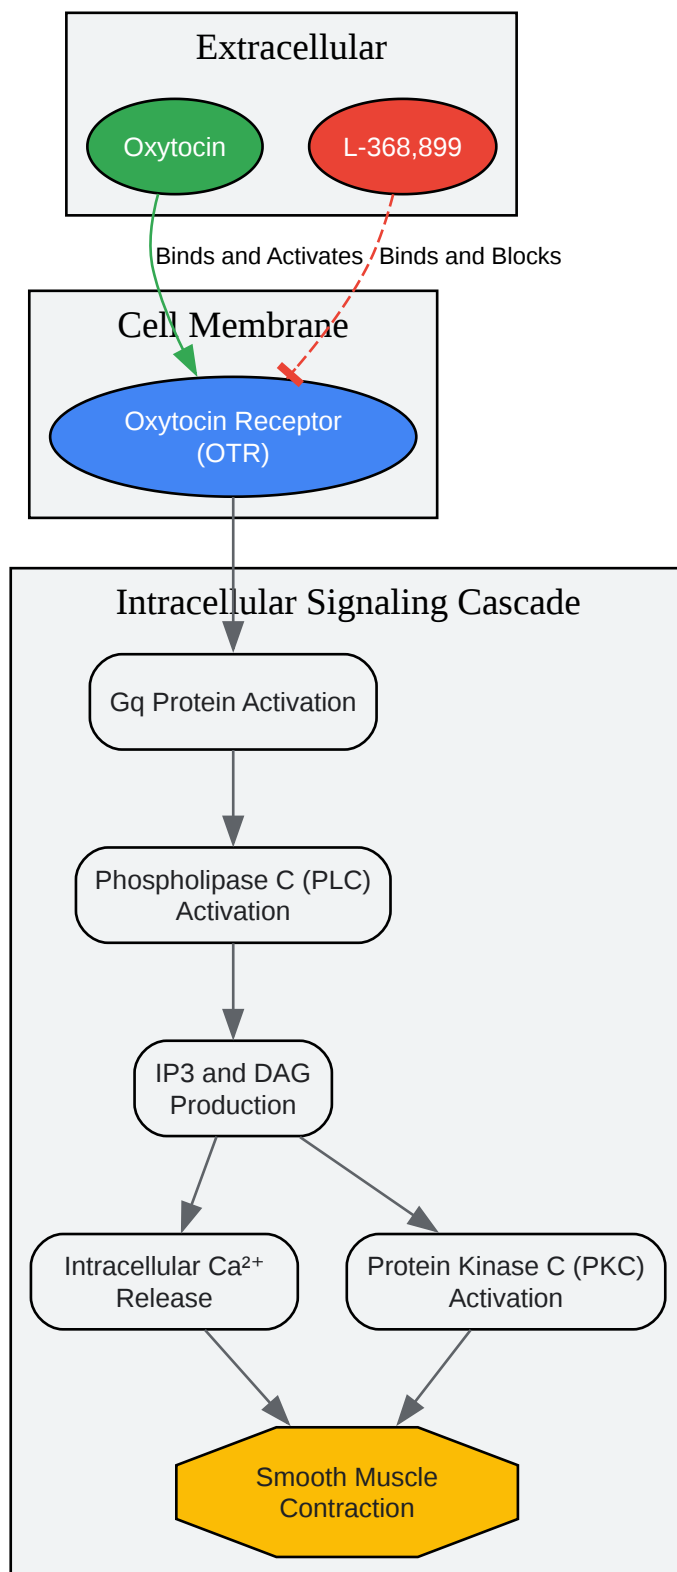 Extracellular
Oxytocin
L-368,899
Binds and Activates
Binds and Blocks
Cell Membrane
Oxytocin Receptor
(OTR)
Intracellular Signaling Cascade
Gq Protein Activation
Phospholipase C (PLC)
Activation
IP3 and DAG
Production
Intracellular Ca²⁺
Release
Protein Kinase C (PKC)
Activation
Smooth Muscle
Contraction